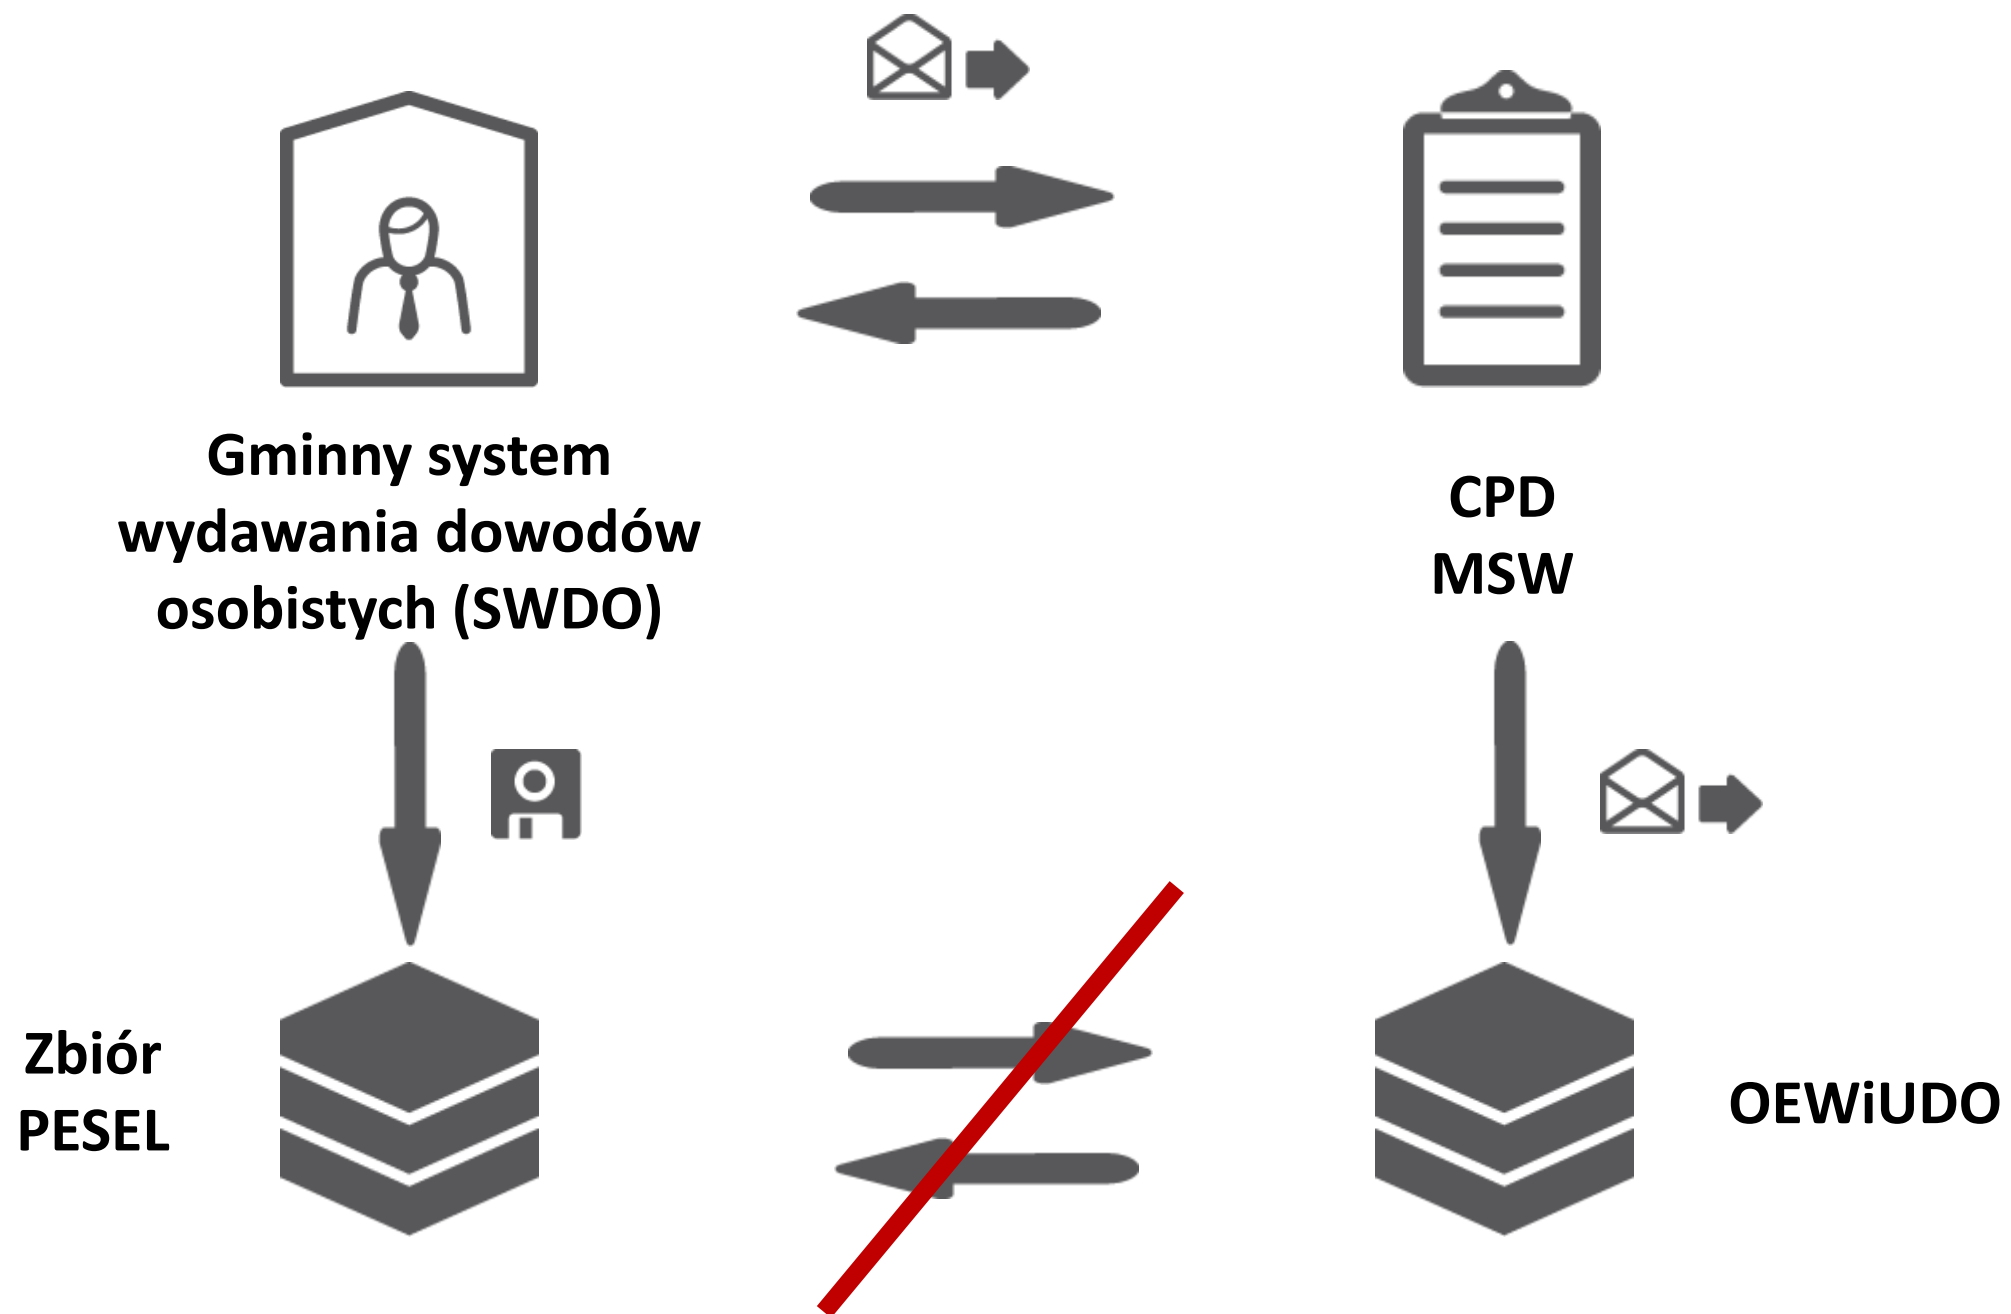 Gminny system
wydawania dowodów
osobistych (SWDO)
CPD
MSW
Zbiór
PESEL
OEWiUDO